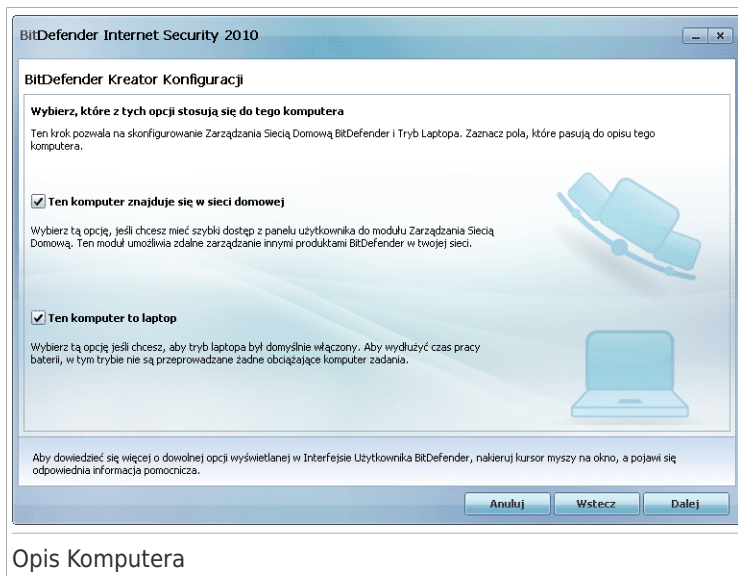 BitDefender Internet Security 2010
BitDefender Kreator Konfiguracji
Wybierz, które z tych opcji stosują się do tego komputera
Ten krok pozwala na skonfigurowanie Zarządzania Siecią Domową BitDefender i Tryb Laptopa. Zaznacz pola, które pasują do opisu tego
komputera.
Ten komputer znajduje się w sieci domowej
Wybierz tą opcję, jeśli chcesz mieć szybki dostęp z panelu użytkownika do modułu Zarządzania Siecią
Domową. Ten moduł umożliwia zdalne zarządzanie innymi produktami BitDefender w twojej sieci.
Ten komputer to laptop
Wybierz tą opcję jeśli chcesz, aby tryb laptopa był domyślnie włączony. Aby wydłużyć czas pracy
baterii, w tym trybie nie są przeprowadzane żadne obciążające komputer zadania.
Aby dowiedzieć się więcej o dowolnej opcji wyświetlanej w Interfejsie Użytkownika BitDefender, nakieruj kursor myszy na okno, a pojawi się
odpowiednia informacja pomocnicza.
Anuluj Wstecz Dalej
Opis Komputera